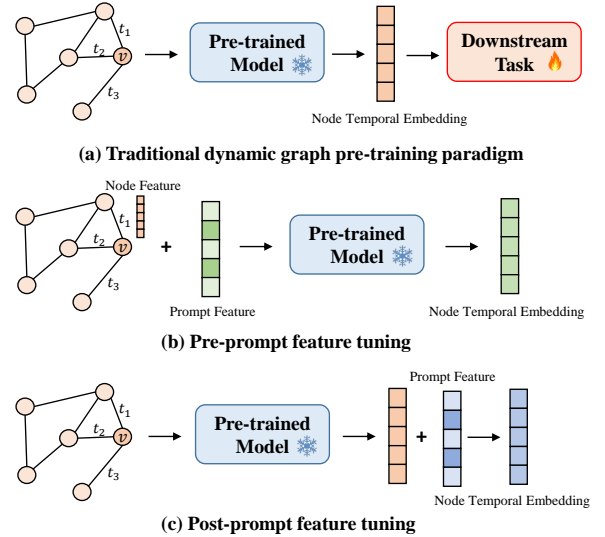 t₁
t₂
v
t₃
Pre-trained
Model
Downstream
Task
Node Temporal Embedding
(a) Traditional dynamic graph pre-training paradigm
Node Feature
t₁
t₂
v
t₃
+
Prompt Feature
Pre-trained
Model
Node Temporal Embedding
(b) Pre-prompt feature tuning
t₁
t₂
v
t₃
Pre-trained
Model
Prompt Feature
+
Node Temporal Embedding
(c) Post-prompt feature tuning